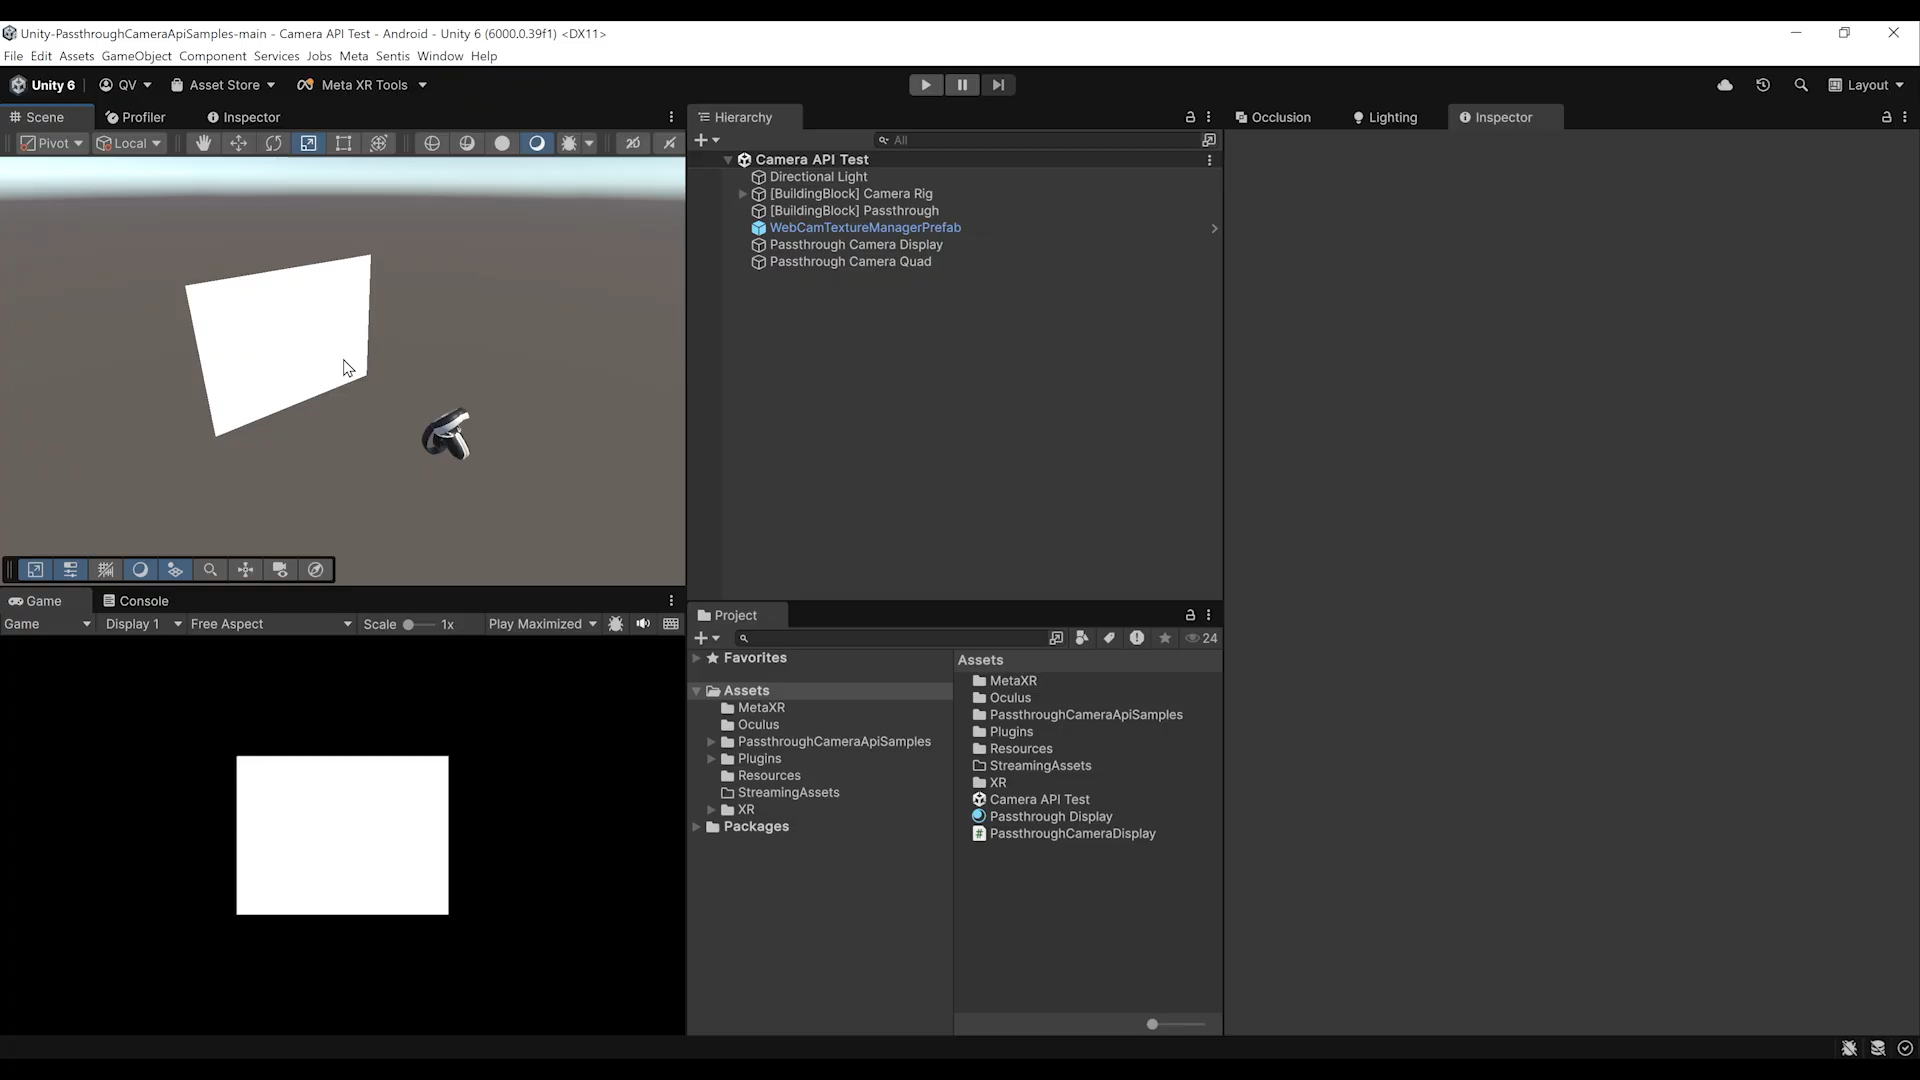 Unity-PassthroughCameraApiSamples-main - Camera API Test - Android - Unity 6 (6000.0.39f1) <DX11>
File Edit Assets GameObject Component Services Jobs Meta Sentis Window Help
Unity 6 QV Asset Store Meta XR Tools Layout
Scene Profiler Inspector
Pivot Local 2D
Hierarchy
All
Camera API Test
Directional Light
[BuildingBlock] Camera Rig
[BuildingBlock] Passthrough
WebCamTextureManagerPrefab
Passthrough Camera Display
Passthrough Camera Quad
Occlusion Lighting Inspector
Game Console
Game Display 1 Free Aspect Scale 1x Play Maximized
Project
24
Favorites
Assets
MetaXR
Oculus
PassthroughCameraApiSamples
Plugins
Resources
StreamingAssets
XR
Packages
Assets
MetaXR
Oculus
PassthroughCameraApiSamples
Plugins
Resources
StreamingAssets
XR
Camera API Test
Passthrough Display
PassthroughCameraDisplay